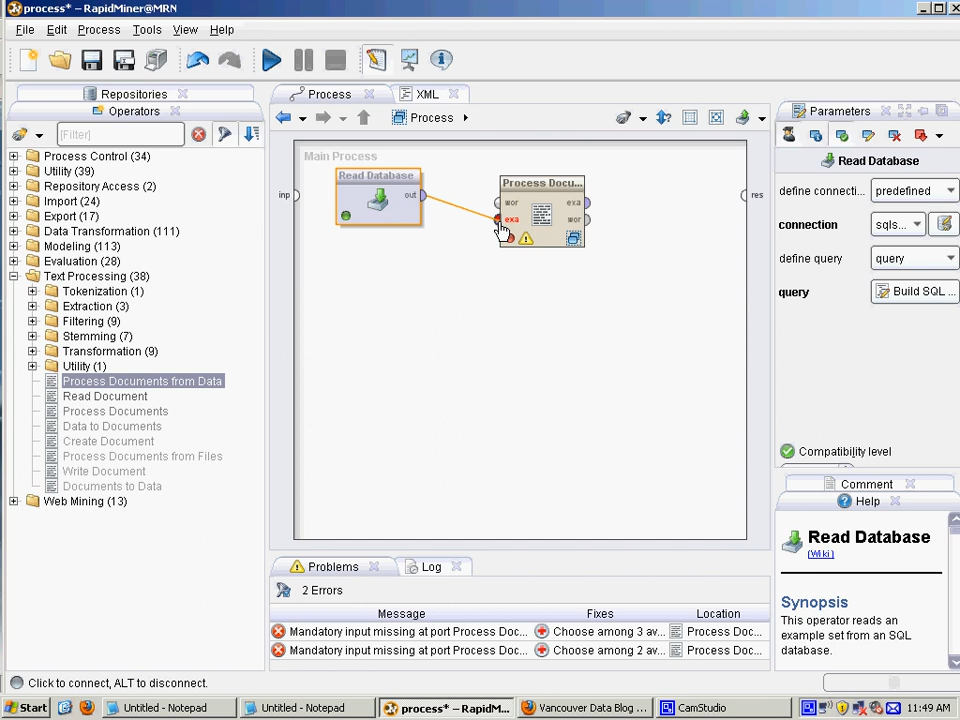 process* – RapidMiner@MRN
File Edit Process Tools View Help
Repositories
Operators
[Filter]
Process Control (34)
Utility (39)
Repository Access (2)
Import (24)
Export (17)
Data Transformation (111)
Modeling (113)
Evaluation (28)
Text Processing (38)
Tokenization (1)
Extraction (3)
Filtering (9)
Stemming (7)
Transformation (9)
Utility (1)
Process Documents from Data
Read Document
Process Documents
Data to Documents
Create Document
Process Documents from Files
Write Document
Documents to Data
Web Mining (13)
Process XML
Process
Main Process
inp
Read Database
out
Process Docu...
wor exa
exa wor
res
Problems Log
2 Errors
Message Fixes Location
Mandatory input missing at port Process Doc... Choose among 3 av... Process Doc...
Mandatory input missing at port Process Doc... Choose among 2 av... Process Doc...
Parameters
Read Database
define connecti... predefined
connection sqls...
define query query
query Build SQL ...
Compatibility level
Comment
Help
Read Database
[Wiki]
Synopsis
This operator reads an
example set from an SQL
database.
Click to connect, ALT to disconnect.
Start Untitled - Notepad Untitled - Notepad process* – RapidM... Vancouver Data Blog ... CamStudio 11:49 AM